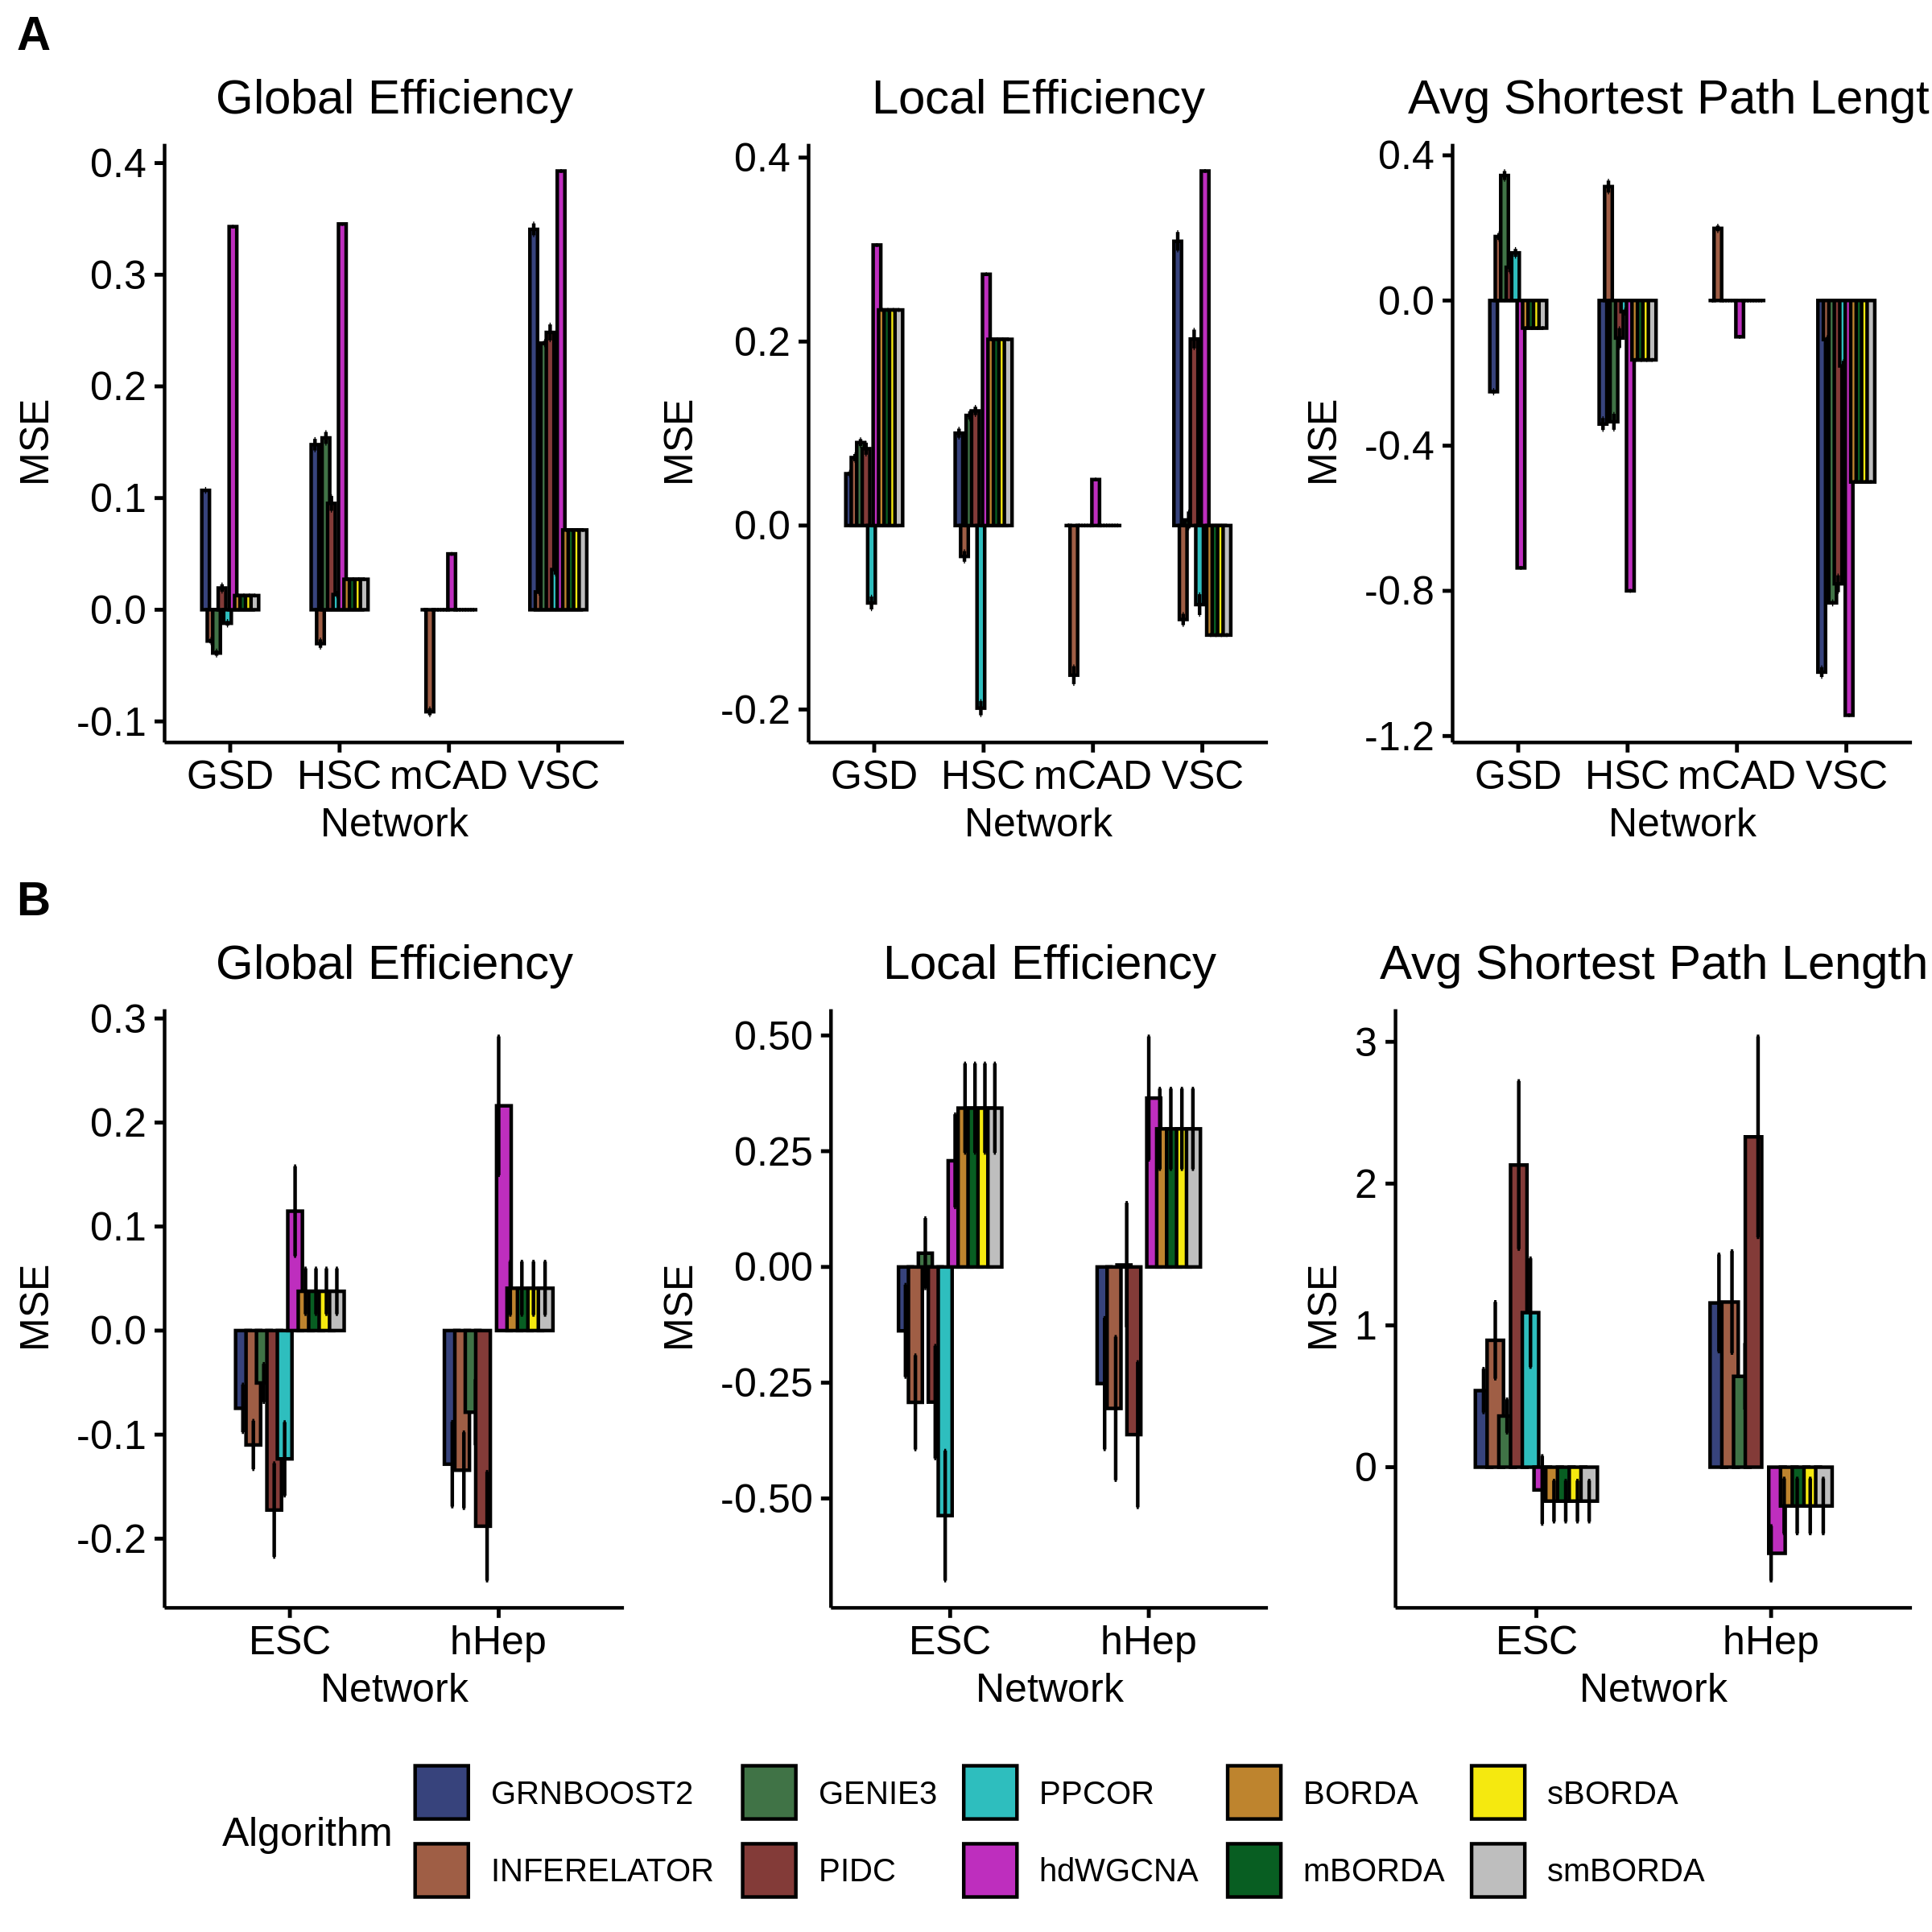 A
Global Efficiency
Local Efficiency
Avg Shortest Path Lengt
MSE
0.4
0.3
0.2
0.1
0.0
-0.1
GSD HSC mCAD VSC
Network
MSE
0.4
0.2
0.0
-0.2
GSD HSC mCAD VSC
Network
MSE
0.4
0.0
-0.4
-0.8
-1.2
GSD HSC mCAD VSC
Network
B
Global Efficiency
Local Efficiency
Avg Shortest Path Length
MSE
0.3
0.2
0.1
0.0
-0.1
-0.2
ESC hHep
Network
MSE
0.50
0.25
0.00
-0.25
-0.50
ESC hHep
Network
MSE
3
2
1
0
ESC hHep
Network
Algorithm
GRNBOOST2 GENIE3 PPCOR BORDA sBORDA
INFERELATOR PIDC hdWGCNA mBORDA smBORDA